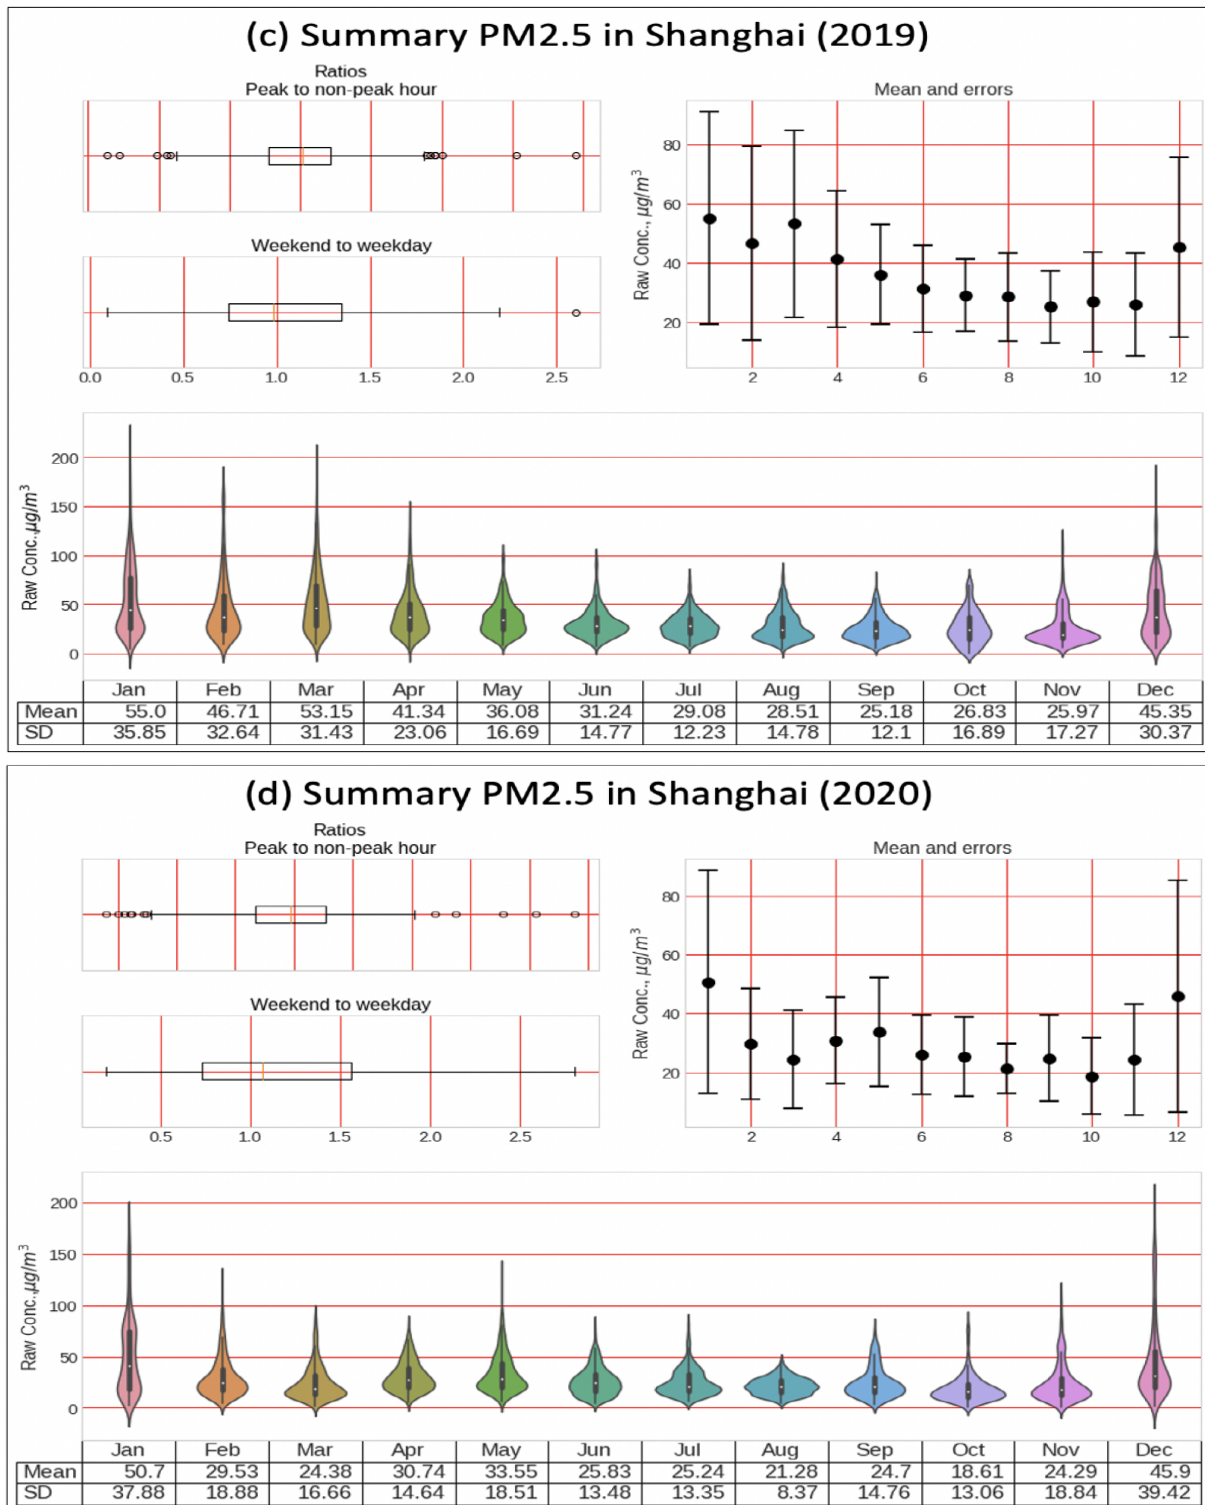 (c) Summary PM2.5 in Shanghai (2019)
Ratios
Peak to non-peak hour
Weekend to weekday
0.0 0.5 1.0 1.5 2.0 2.5
Mean and errors
Raw Conc., μg/m³
80
60
40
20
2 4 6 8 10 12
Raw Conc.,μg/m³
200
150
100
50
0
Jan Feb Mar Apr May Jun Jul Aug Sep Oct Nov Dec
Mean 55.0 46.71 53.15 41.34 36.08 31.24 29.08 28.51 25.18 26.83 25.97 45.35
SD 35.85 32.64 31.43 23.06 16.69 14.77 12.23 14.78 12.1 16.89 17.27 30.37
(d) Summary PM2.5 in Shanghai (2020)
Ratios
Peak to non-peak hour
Weekend to weekday
0.5 1.0 1.5 2.0 2.5
Mean and errors
Raw Conc., μg/m³
80
60
40
20
2 4 6 8 10 12
Raw Conc.,μg/m³
200
150
100
50
0
Jan Feb Mar Apr May Jun Jul Aug Sep Oct Nov Dec
Mean 50.7 29.53 24.38 30.74 33.55 25.83 25.24 21.28 24.7 18.61 24.29 45.9
SD 37.88 18.88 16.66 14.64 18.51 13.48 13.35 8.37 14.76 13.06 18.84 39.42